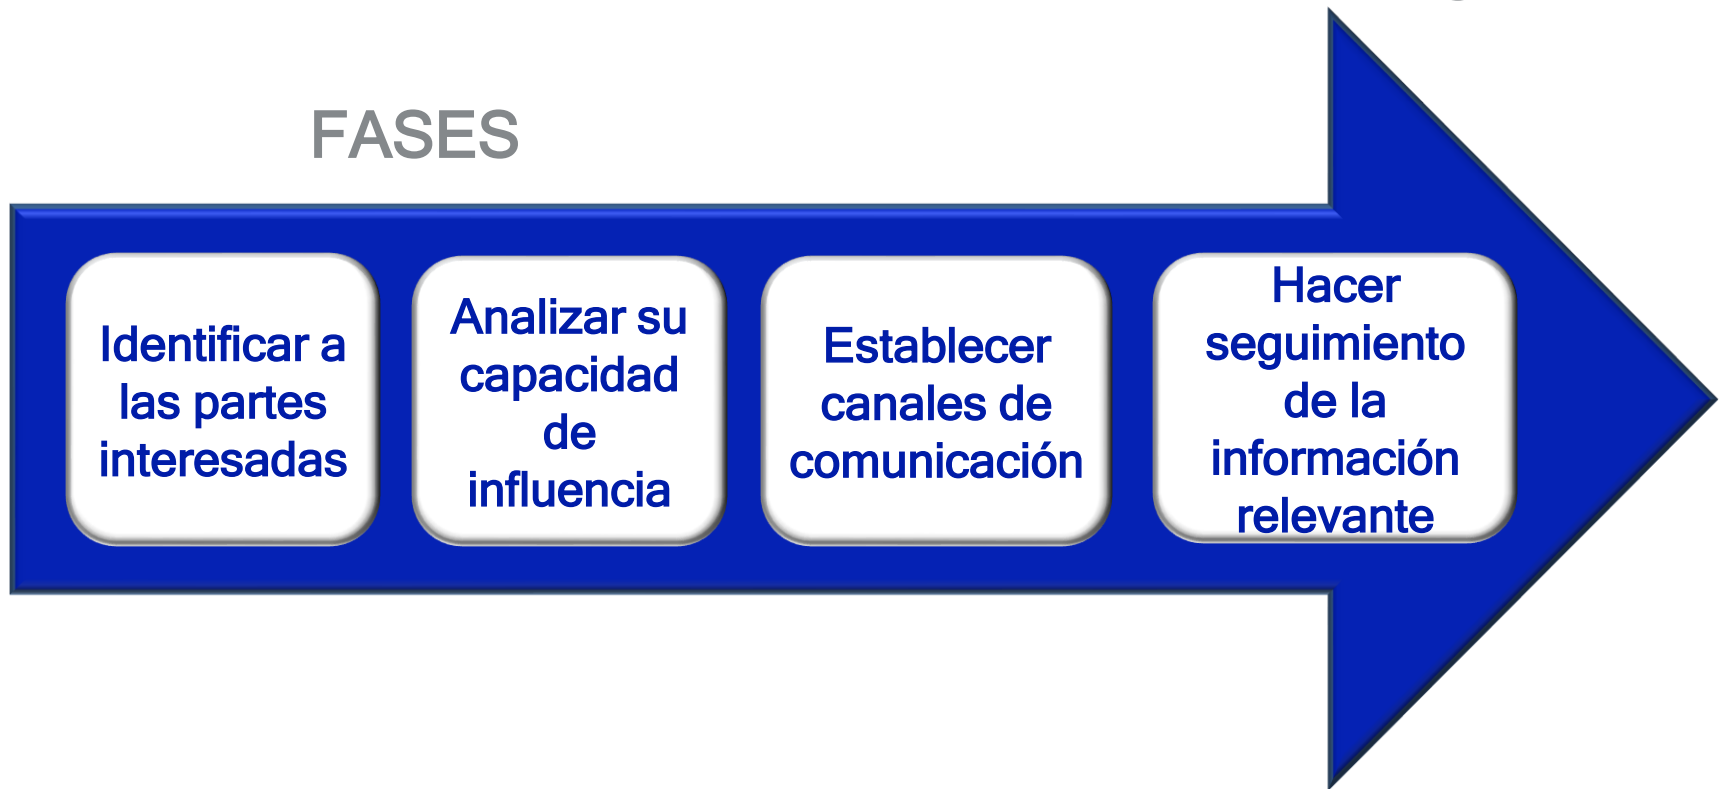 FASES
Identificar a
las partes
interesadas
Analizar su
capacidad
de
influencia
Establecer
canales de
comunicación
Hacer
seguimiento
de la
información
relevante